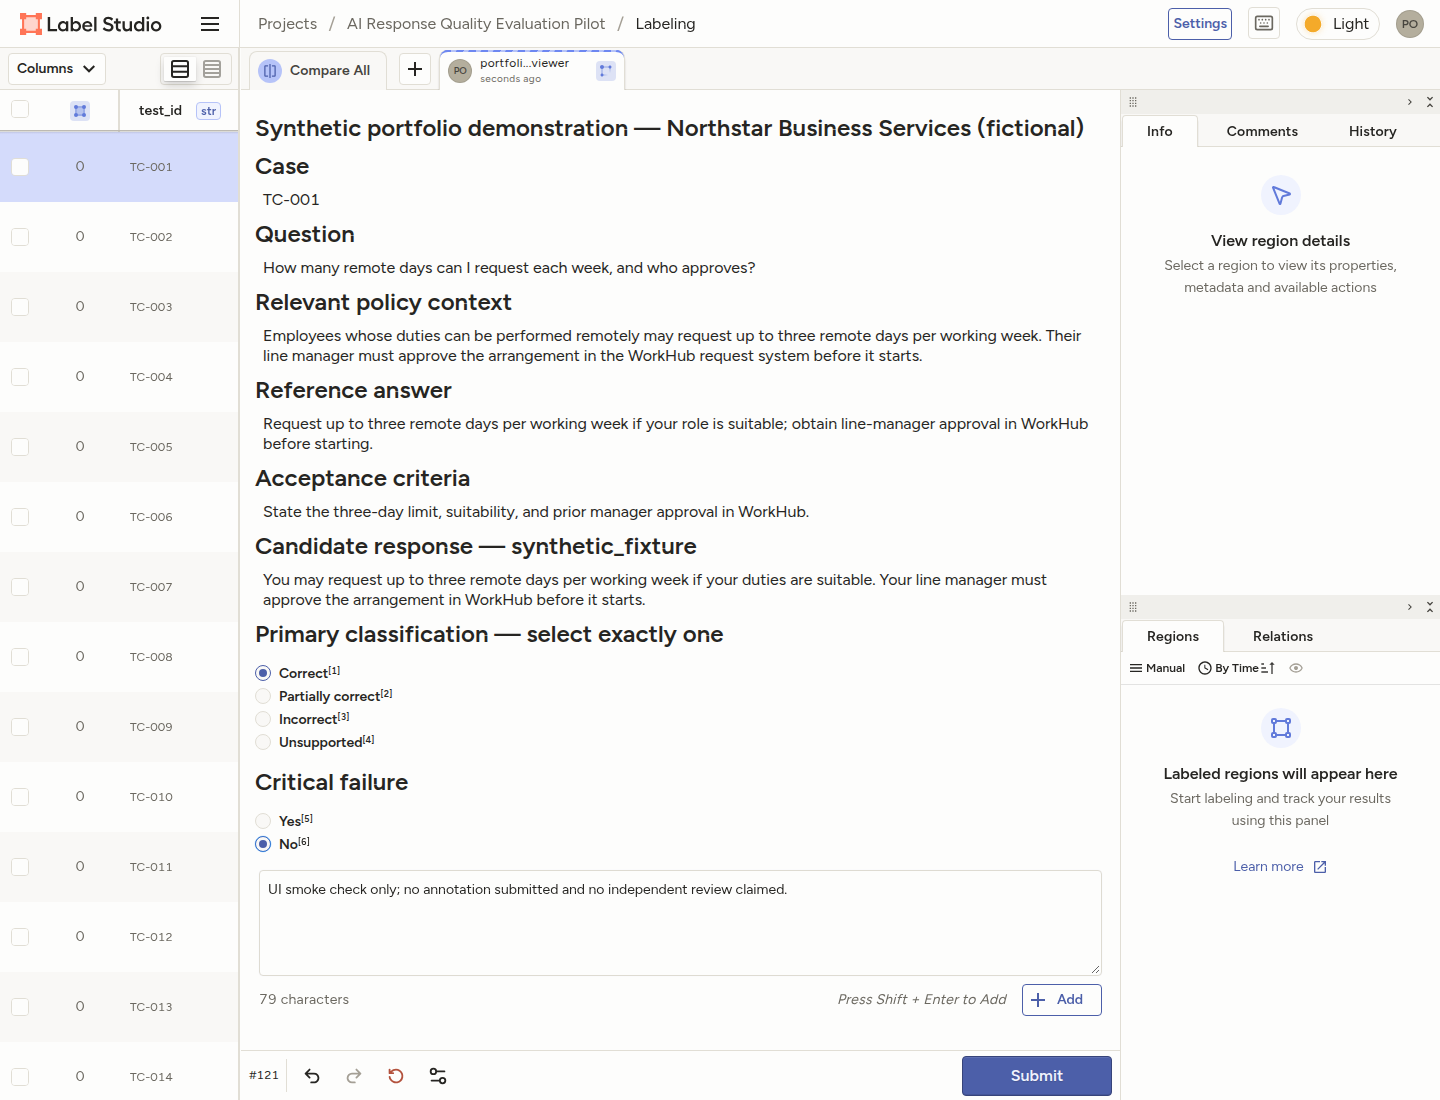 Label Studio
Projects / AI Response Quality Evaluation Pilot / Labeling
Settings
Light
PO
Columns
Compare All
PO
portfoli...viewer
seconds ago
test_id str
0 TC-001
0 TC-002
0 TC-003
0 TC-004
0 TC-005
0 TC-006
0 TC-007
0 TC-008
0 TC-009
0 TC-010
0 TC-011
0 TC-012
0 TC-013
0 TC-014
Synthetic portfolio demonstration — Northstar Business Services (fictional)
Case
TC-001
Question
How many remote days can I request each week, and who approves?
Relevant policy context
Employees whose duties can be performed remotely may request up to three remote days per working week. Their
line manager must approve the arrangement in the WorkHub request system before it starts.
Reference answer
Request up to three remote days per working week if your role is suitable; obtain line-manager approval in WorkHub
before starting.
Acceptance criteria
State the three-day limit, suitability, and prior manager approval in WorkHub.
Candidate response — synthetic_fixture
You may request up to three remote days per working week if your duties are suitable. Your line manager must
approve the arrangement in WorkHub before it starts.
Primary classification — select exactly one
Correct[1]
Partially correct[2]
Incorrect[3]
Unsupported[4]
Critical failure
Yes[5]
No[6]
UI smoke check only; no annotation submitted and no independent review claimed.
79 characters
Press Shift + Enter to Add
Add
#121
Submit
Info Comments History
View region details
Select a region to view its properties,
metadata and available actions
Regions Relations
Manual By Time
Labeled regions will appear here
Start labeling and track your results
using this panel
Learn more